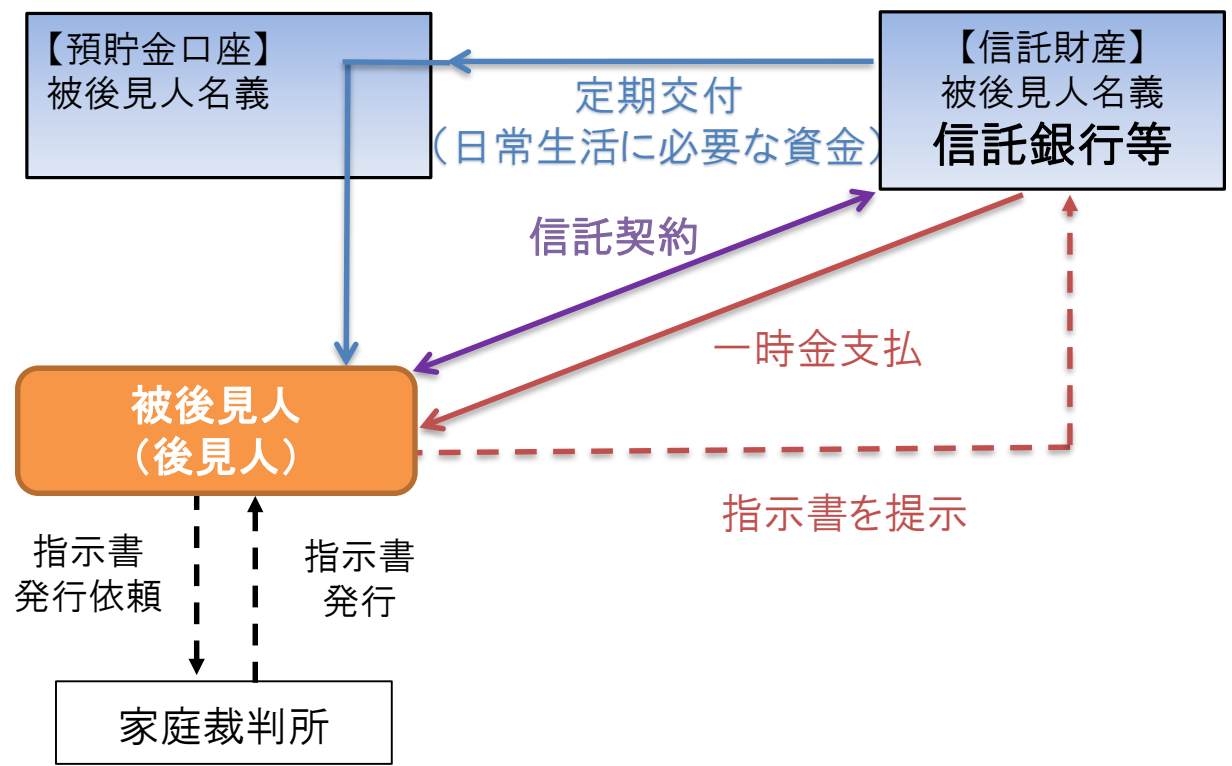 【預貯金口座】
被後見人名義
【信託財産】
被後見人名義
信託銀行等
定期交付
（日常生活に必要な資金）
信託契約
一時金支払
被後見人
（後見人）
指示書を提示
指示書
発行依頼
指示書
発行
家庭裁判所